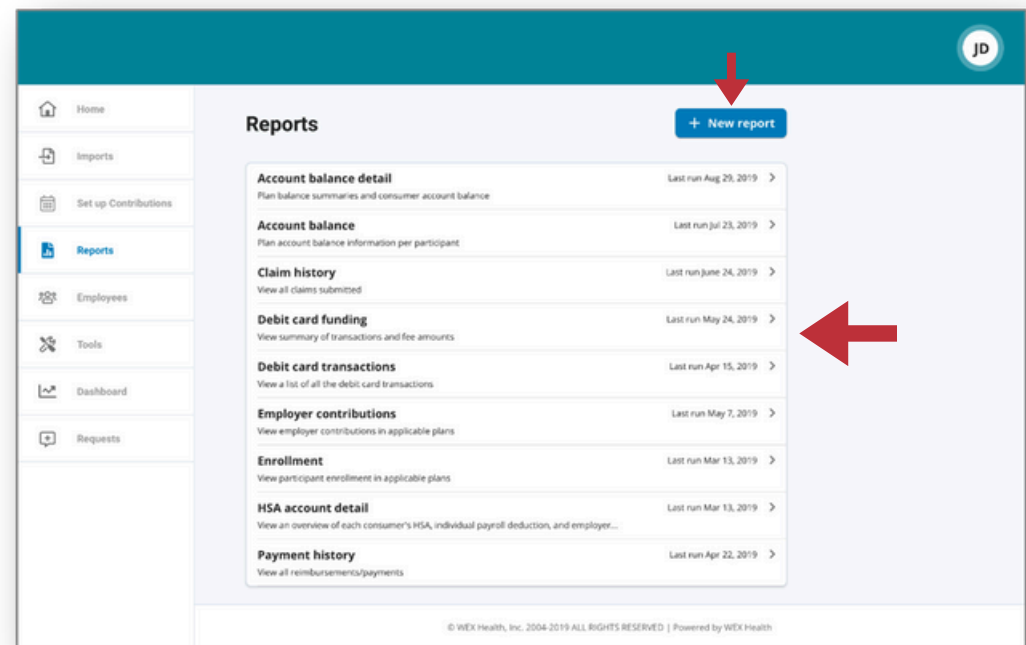 JD
Home
Imports
Set up Contributions
Reports
Employees
Tools
Dashboard
Requests
Reports
+ New report
Account balance detail
Last run Aug 29, 2019
Plan balance summaries and consumer account balance
Account balance
Last run Jul 23, 2019
Plan account balance information per participant
Claim history
Last run June 24, 2019
View all claims submitted
Debit card funding
Last run May 24, 2019
View summary of transactions and fee amounts
Debit card transactions
Last run Apr 15, 2019
View a list of all the debit card transactions
Employer contributions
Last run May 7, 2019
View employer contributions in applicable plans
Enrollment
Last run Mar 13, 2019
View participant enrollment in applicable plans
HSA account detail
Last run Mar 13, 2019
View an overview of each consumer's HSA, individual payroll deduction, and employer...
Payment history
Last run Apr 22, 2019
View all reimbursements/payments
© WEX Health, Inc. 2004-2019 ALL RIGHTS RESERVED | Powered by WEX Health